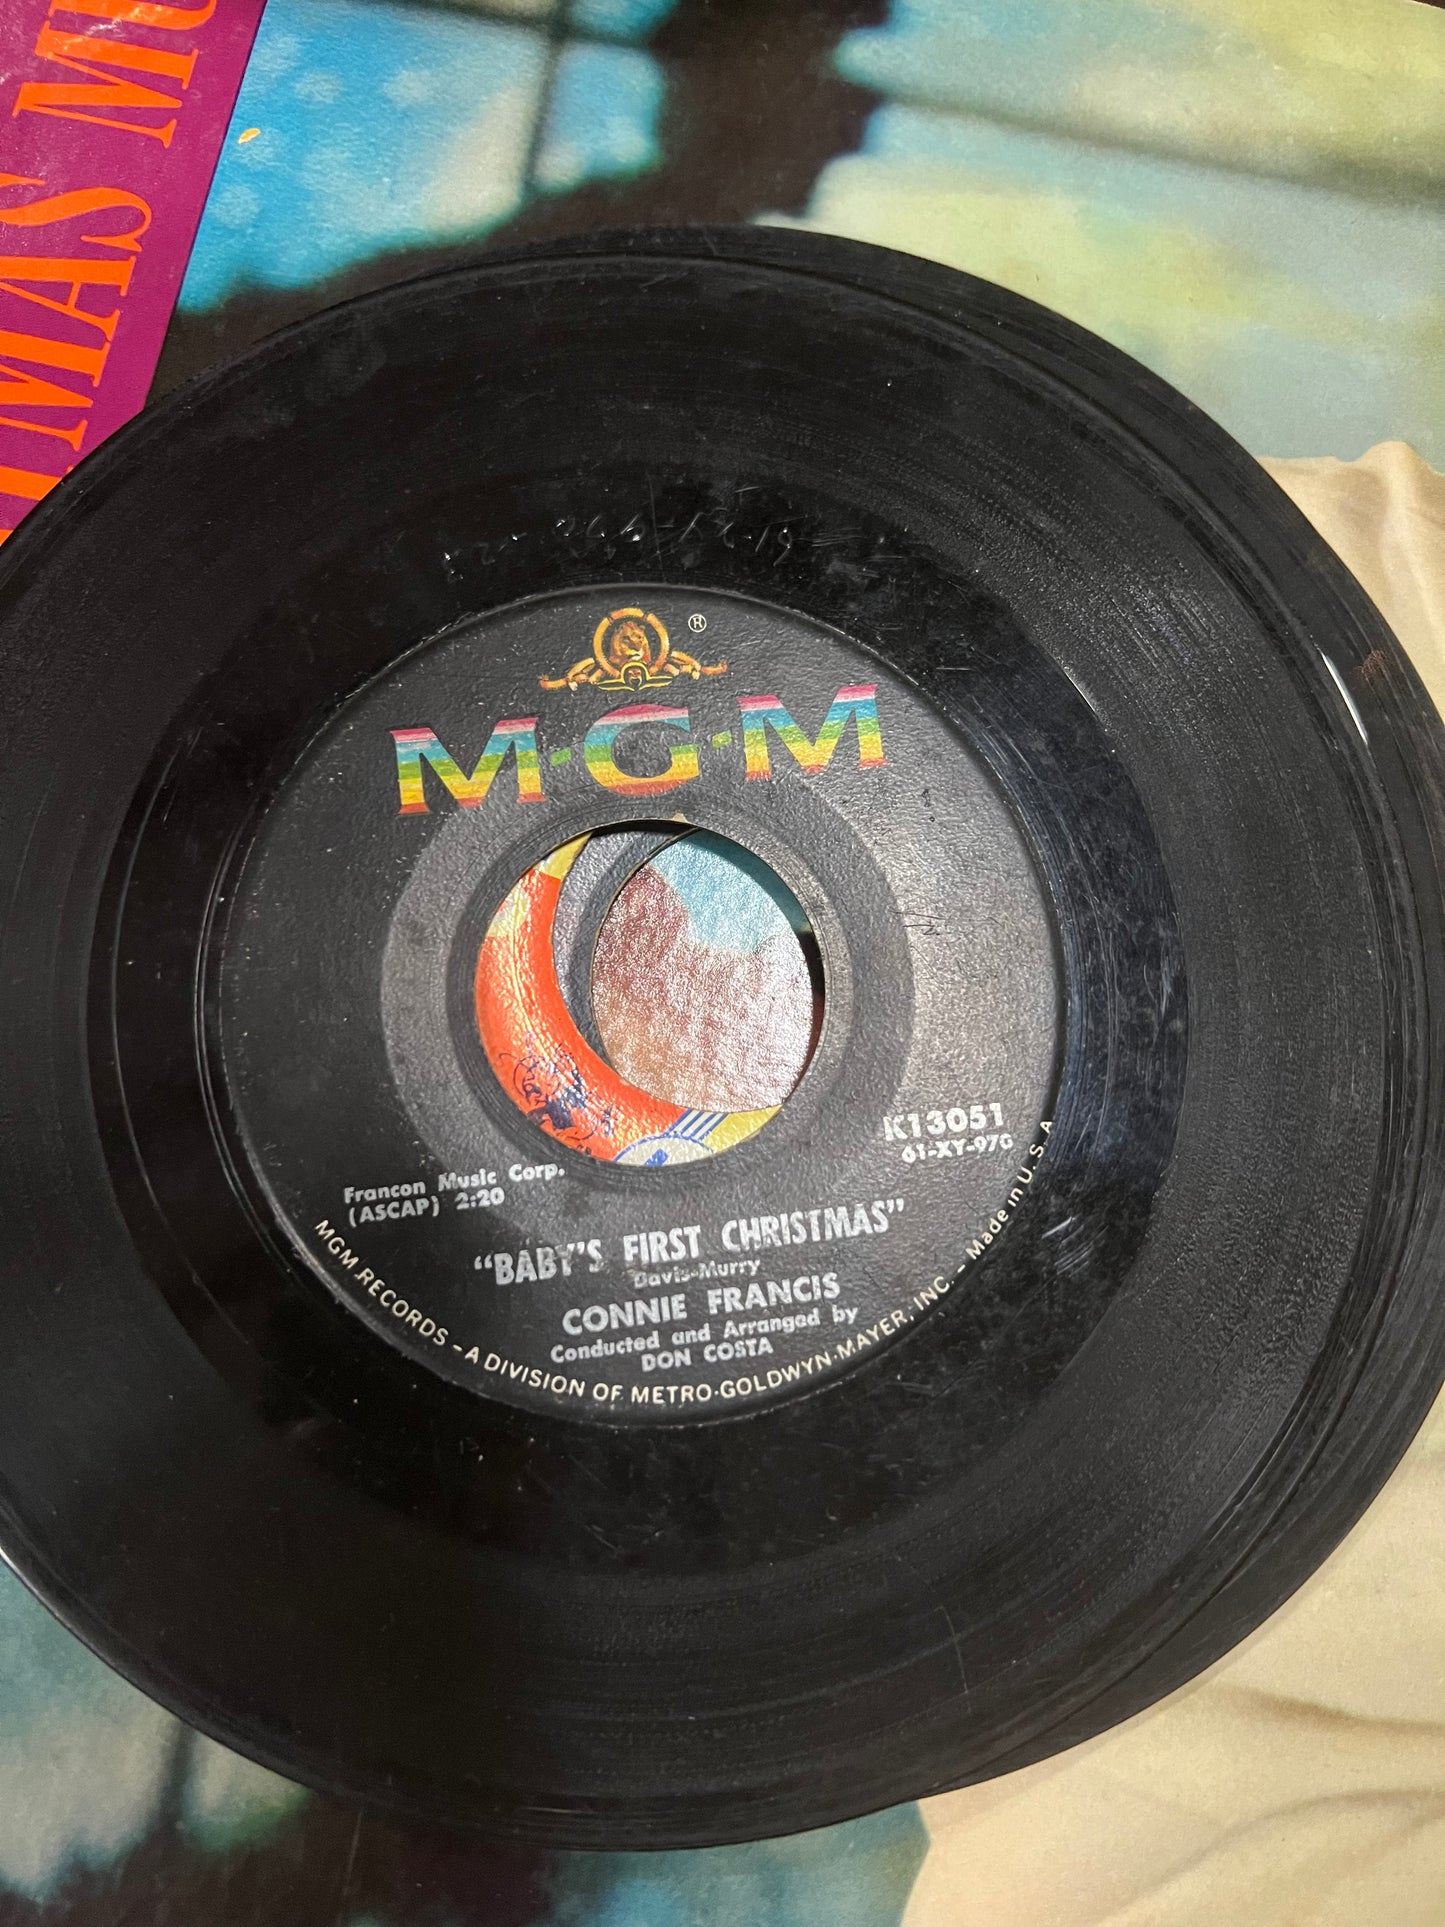 MAS MU
®
M-G-M
K13051
61-XY-970
Francon Music Corp.
(ASCAP) 2:20
"BABY'S FIRST CHRISTMAS"
Davis-Murry
CONNIE FRANCIS
Conducted and Arranged by
DON COSTA
MGM RECORDS – A DIVISION OF METRO-GOLDWYN-MAYER, INC. – Made in U.S.A